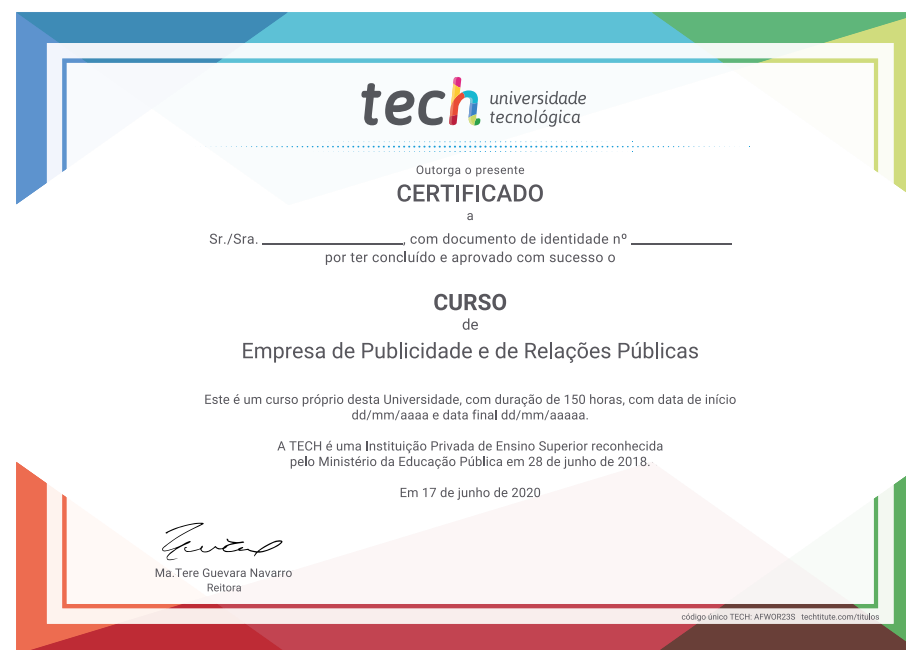 tech universidade
tecnológica
Outorga o presente
CERTIFICADO
a
Sr./Sra. ________________, com documento de identidade nº ____________
por ter concluído e aprovado com sucesso o
CURSO
de
Empresa de Publicidade e de Relações Públicas
Este é um curso próprio desta Universidade, com duração de 150 horas, com data de início
dd/mm/aaaa e data final dd/mm/aaaaa.
A TECH é uma Instituição Privada de Ensino Superior reconhecida
pelo Ministério da Educação Pública em 28 de junho de 2018.
Em 17 de junho de 2020
Ma.Tere Guevara Navarro
Reitora
código único TECH: AFWOR23S techtitute.com/titulos